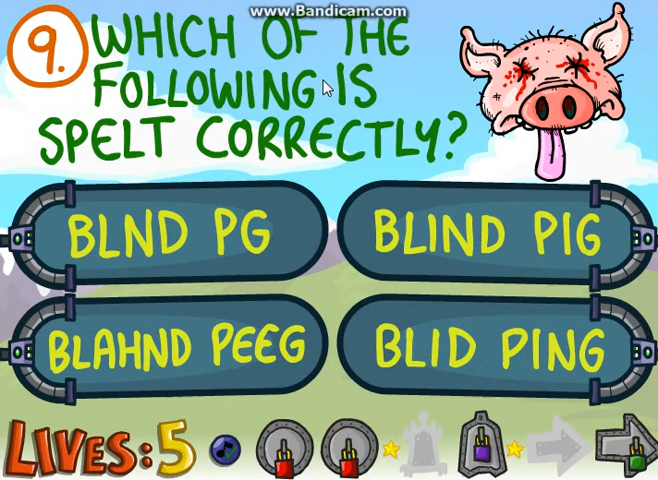 www.Bandicam.com
9. WHICH OF THE
FOLLOWING IS
SPELT CORRECTLY?
BLND PG
BLIND PIG
BLAHND PEEG
BLID PING
LIVES:5